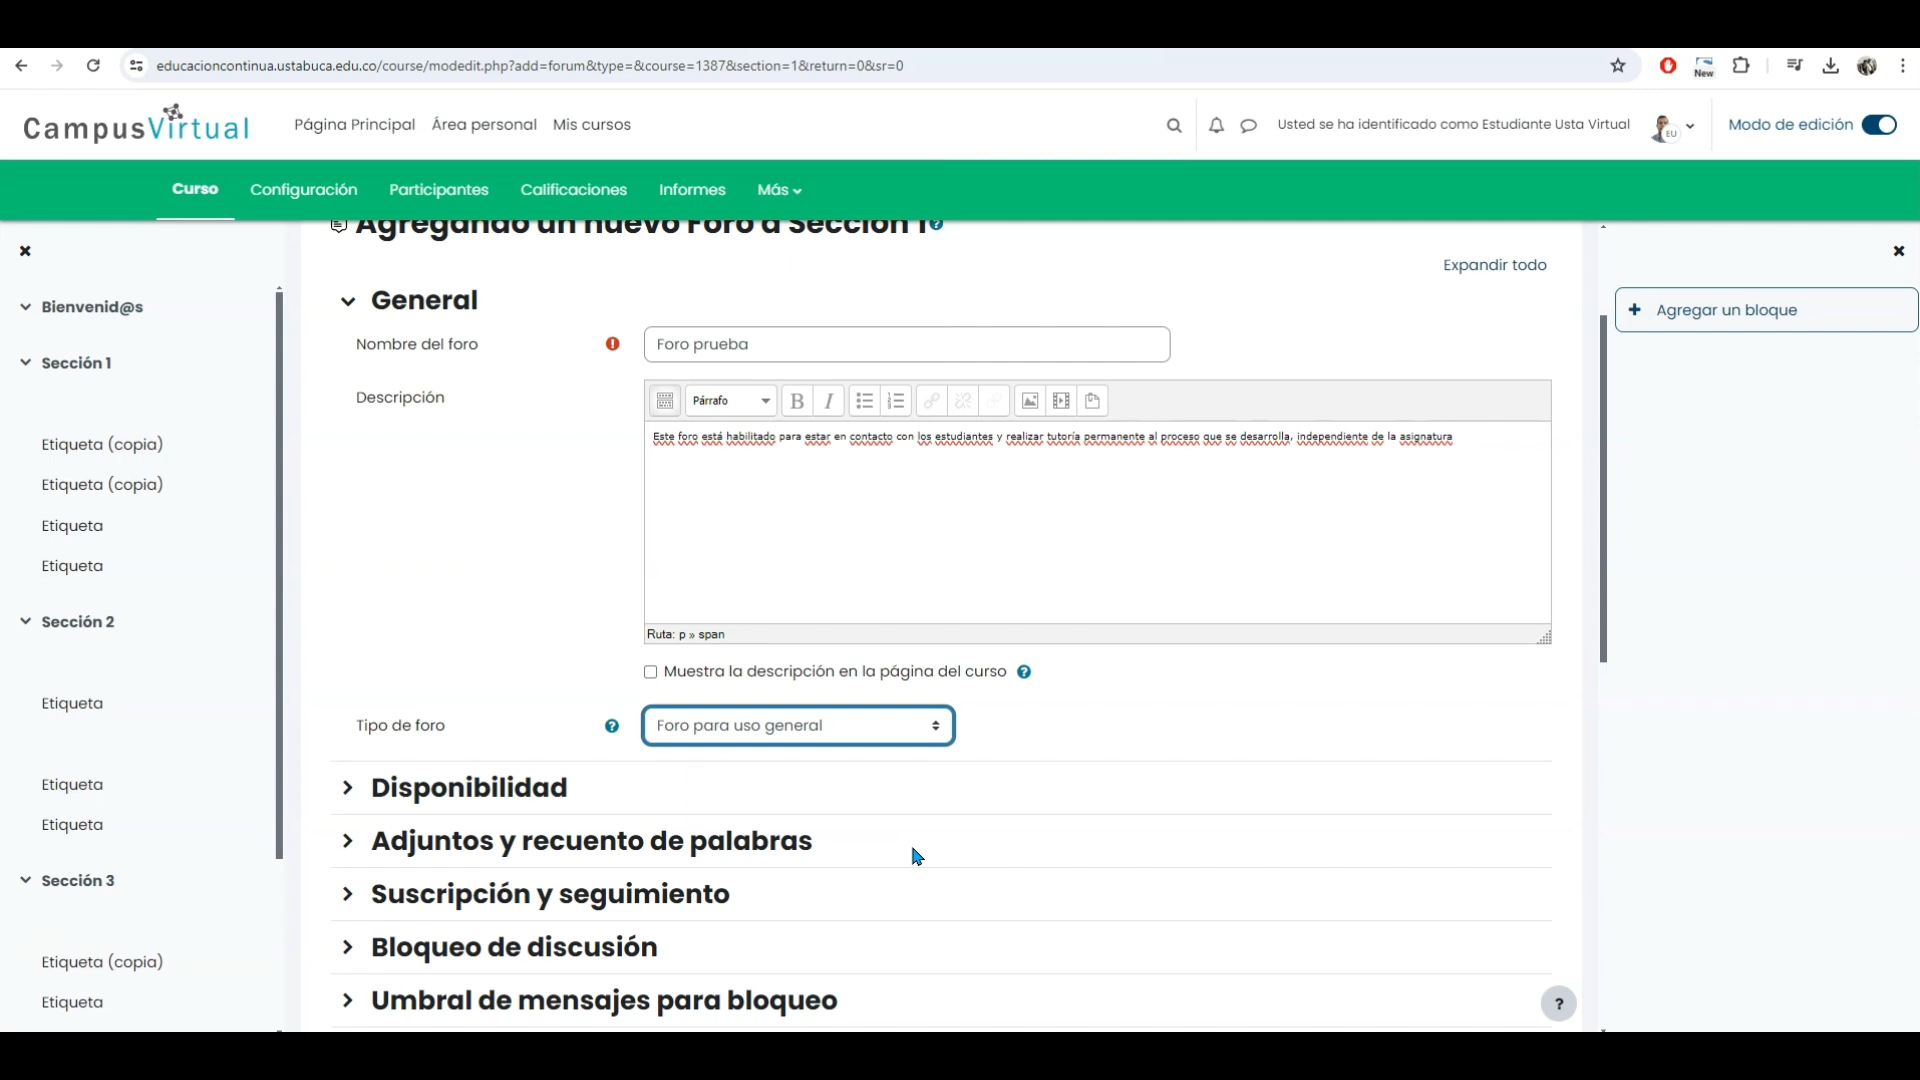 educacioncontinua.ustabuca.edu.co/course/modedit.php?add=forum&type=&course=1387&section=1&return=0&sr=0
New
CampusVirtual
Página Principal
Área personal
Mis cursos
Usted se ha identificado como Estudiante Usta Virtual
EU
Modo de edición
Curso
Configuración
Participantes
Calificaciones
Informes
Más
Agregando un nuevo Foro a Sección 1
Expandir todo
Bienvenid@s
Sección 1
Etiqueta (copia)
Etiqueta (copia)
Etiqueta
Etiqueta
Sección 2
Etiqueta
Etiqueta
Etiqueta
Sección 3
Etiqueta (copia)
Etiqueta
General
Nombre del foro
Foro prueba
Descripción
Párrafo
B I
Este foro está habilitado para estar en contacto con los estudiantes y realizar tutoría permanente al proceso que se desarrolla, independiente de la asignatura
Ruta: p » span
Muestra la descripción en la página del curso
Tipo de foro
Foro para uso general
Disponibilidad
Adjuntos y recuento de palabras
Suscripción y seguimiento
Bloqueo de discusión
Umbral de mensajes para bloqueo
?
+ Agregar un bloque